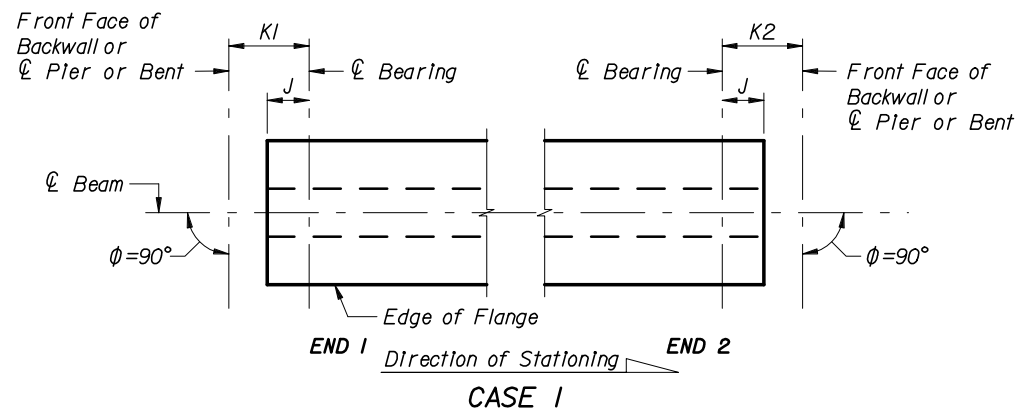 Front Face of
Backwall or
℄ Pier or Bent
K1
J
℄ Bearing
℄ Bearing
K2
J
Front Face of
Backwall or
℄ Pier or Bent
℄ Beam
ϕ=90°
ϕ=90°
Edge of Flange
END 1
END 2
Direction of Stationing
CASE 1